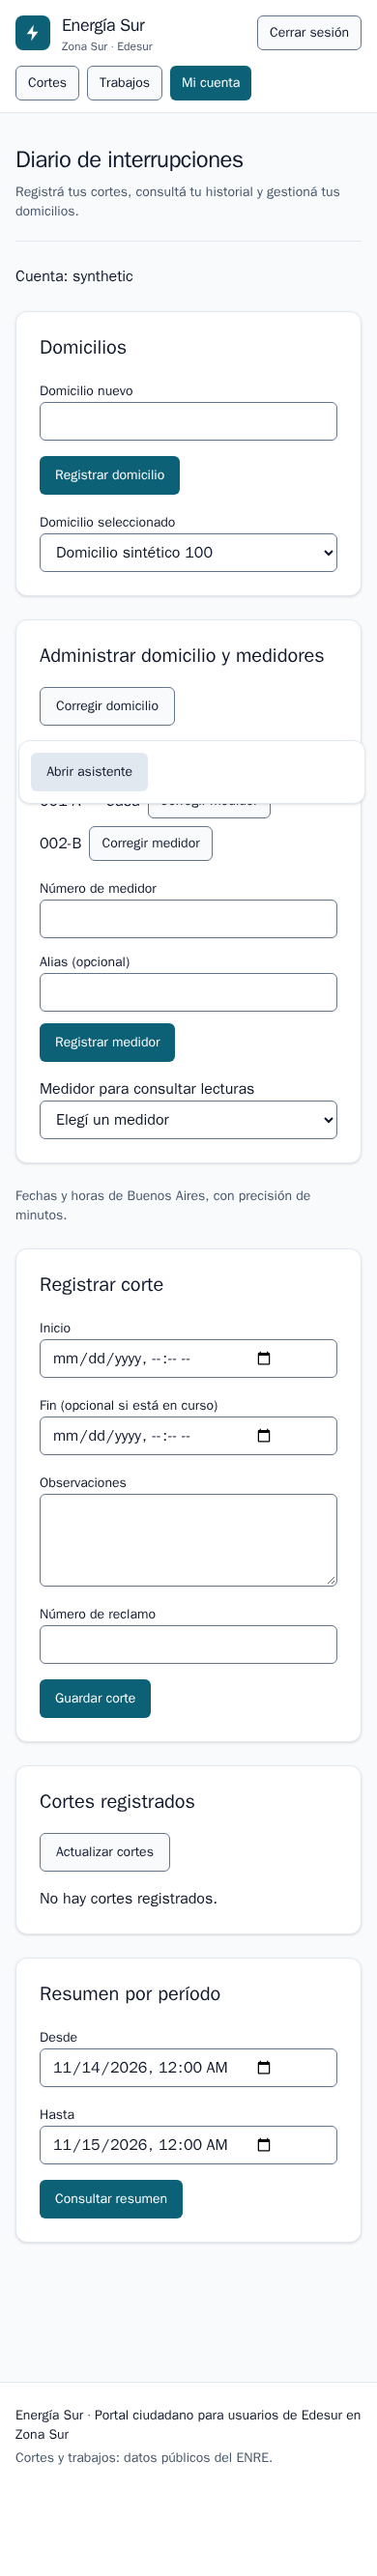 Energía Sur
Zona Sur · Edesur
Cerrar sesión
Cortes
Trabajos
Mi cuenta
Diario de interrupciones
Registrá tus cortes, consultá tu historial y gestioná tus
domicilios.
Cuenta: synthetic
Domicilios
Domicilio nuevo
Registrar domicilio
Domicilio seleccionado
Domicilio sintético 100
Administrar domicilio y medidores
Corregir domicilio
Abrir asistente
002-B
Corregir medidor
Número de medidor
Alias (opcional)
Registrar medidor
Medidor para consultar lecturas
Elegí un medidor
Fechas y horas de Buenos Aires, con precisión de
minutos.
Registrar corte
Inicio
mm/dd/yyyy, --:-- --
Fin (opcional si está en curso)
mm/dd/yyyy, --:-- --
Observaciones
Número de reclamo
Guardar corte
Cortes registrados
Actualizar cortes
No hay cortes registrados.
Resumen por período
Desde
11/14/2026, 12:00 AM
Hasta
11/15/2026, 12:00 AM
Consultar resumen
Energía Sur · Portal ciudadano para usuarios de Edesur en
Zona Sur
Cortes y trabajos: datos públicos del ENRE.